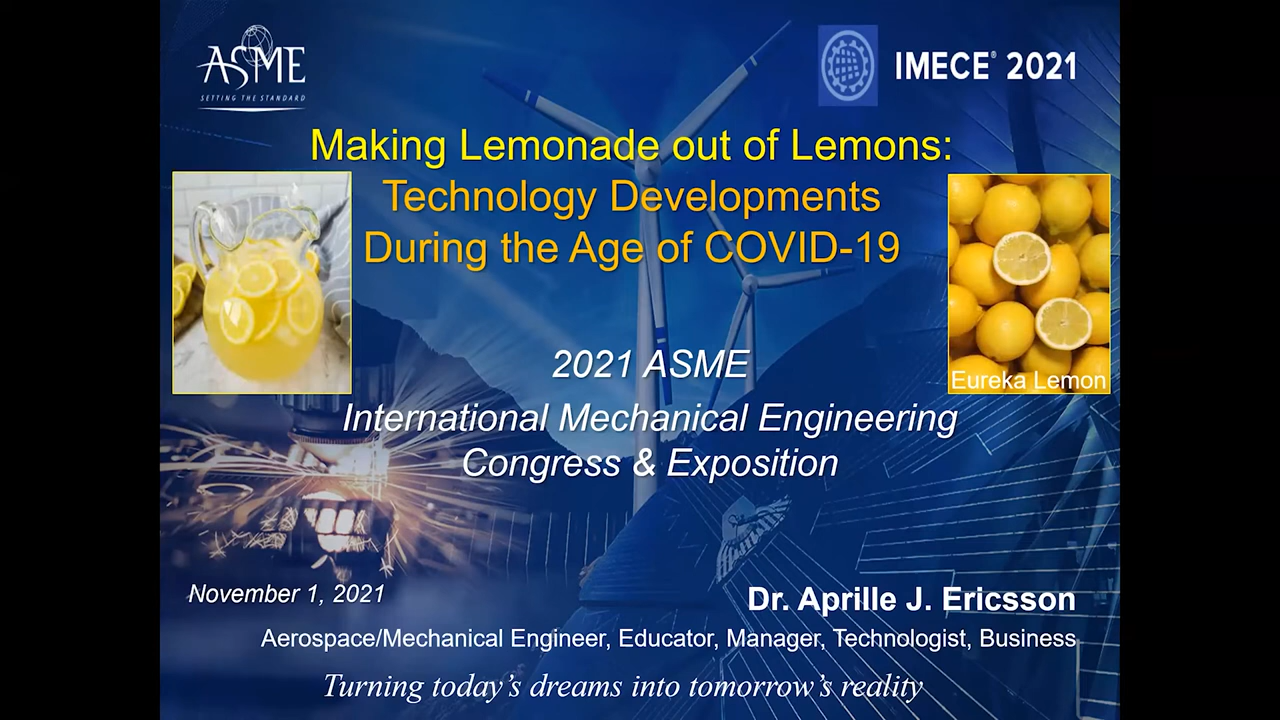 ASME
SETTING THE STANDARD
IMECE® 2021
Making Lemonade out of Lemons:
Technology Developments
During the Age of COVID-19
Eureka Lemon
2021 ASME
International Mechanical Engineering
Congress & Exposition
November 1, 2021
Dr. Aprille J. Ericsson
Aerospace/Mechanical Engineer, Educator, Manager, Technologist, Business
Turning today's dreams into tomorrow's reality